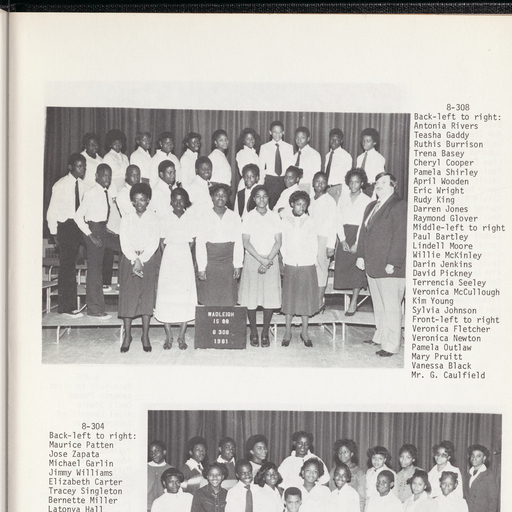 8-308
Back-left to right:
Antonia Rivers
Teasha Gaddy
Ruthis Burrison
Trena Basey
Cheryl Cooper
Pamela Shirley
April Wooden
Eric Wright
Rudy King
Darren Jones
Raymond Glover
Middle-left to right
Paul Bartley
Lindell Moore
Willie McKinley
Darin Jenkins
David Pickney
Terrencia Seeley
Veronica McCullough
Kim Young
Sylvia Johnson
Front-left to right
Veronica Fletcher
Veronica Newton
Pamela Outlaw
Mary Pruitt
Vanessa Black
Mr. G. Caulfield
WADLEIGH
IS 88
8 308
1981
8-304
Back-left to right:
Maurice Patten
Jose Zapata
Michael Garlin
Jimmy Williams
Elizabeth Carter
Tracey Singleton
Bernette Miller
Latonya Hall